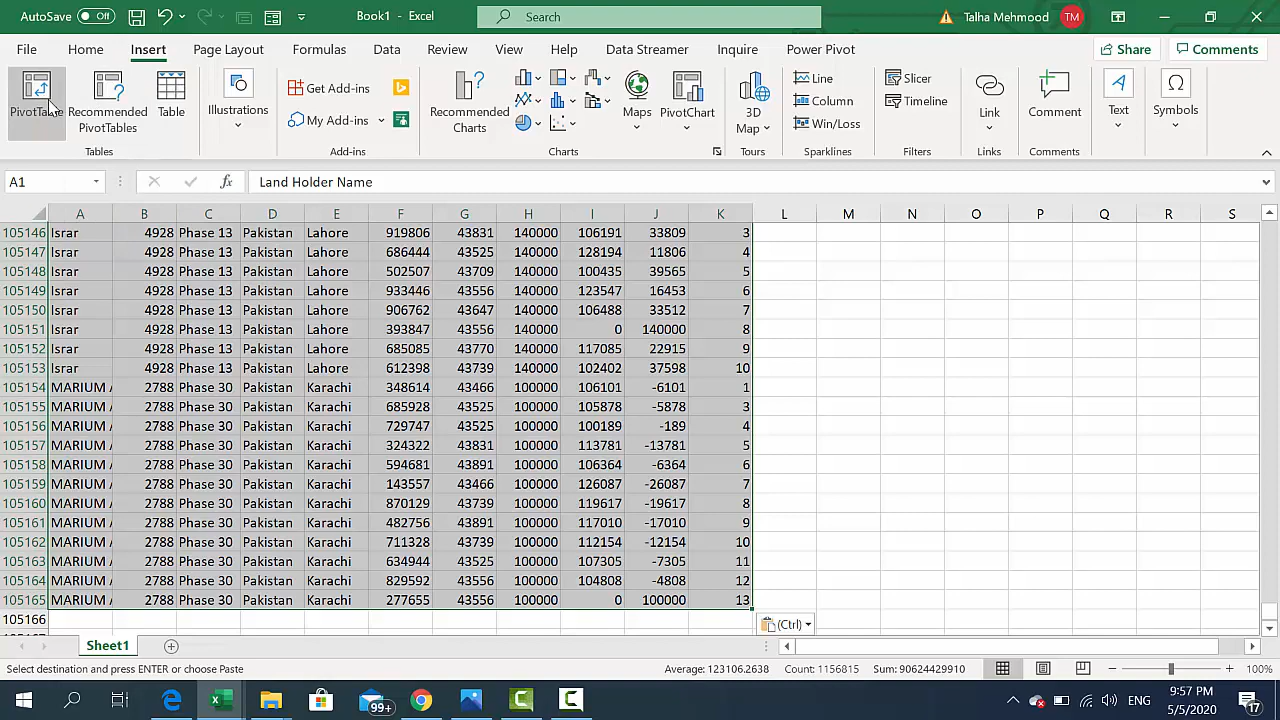 AutoSave Off Book1 - Excel Search Talha Mehmood TM
File Home Insert Page Layout Formulas Data Review View Help Data Streamer Inquire Power Pivot Share Comments
PivotTable Recommended PivotTables Table Illustrations Get Add-ins My Add-ins Recommended Charts Maps PivotChart 3D Map Line Column Win/Loss Slicer Timeline Link Comment Text Symbols
Tables Add-ins Charts Tours Sparklines Filters Links Comments
A1 fx Land Holder Name
A B C D E F G H I J K L M N O P Q R S
105146 Israr 4928 Phase 13 Pakistan Lahore 919806 43831 140000 106191 33809 3
105147 Israr 4928 Phase 13 Pakistan Lahore 686444 43525 140000 128194 11806 4
105148 Israr 4928 Phase 13 Pakistan Lahore 502507 43709 140000 100435 39565 5
105149 Israr 4928 Phase 13 Pakistan Lahore 933446 43556 140000 123547 16453 6
105150 Israr 4928 Phase 13 Pakistan Lahore 906762 43647 140000 106488 33512 7
105151 Israr 4928 Phase 13 Pakistan Lahore 393847 43556 140000 0 140000 8
105152 Israr 4928 Phase 13 Pakistan Lahore 685085 43770 140000 117085 22915 9
105153 Israr 4928 Phase 13 Pakistan Lahore 612398 43739 140000 102402 37598 10
105154 MARIUM A 2788 Phase 30 Pakistan Karachi 348614 43466 100000 106101 -6101 1
105155 MARIUM A 2788 Phase 30 Pakistan Karachi 685928 43525 100000 105878 -5878 3
105156 MARIUM A 2788 Phase 30 Pakistan Karachi 729747 43525 100000 100189 -189 4
105157 MARIUM A 2788 Phase 30 Pakistan Karachi 324322 43831 100000 113781 -13781 5
105158 MARIUM A 2788 Phase 30 Pakistan Karachi 594681 43891 100000 106364 -6364 6
105159 MARIUM A 2788 Phase 30 Pakistan Karachi 143557 43466 100000 126087 -26087 7
105160 MARIUM A 2788 Phase 30 Pakistan Karachi 870129 43739 100000 119617 -19617 8
105161 MARIUM A 2788 Phase 30 Pakistan Karachi 482756 43891 100000 117010 -17010 9
105162 MARIUM A 2788 Phase 30 Pakistan Karachi 711328 43739 100000 112154 -12154 10
105163 MARIUM A 2788 Phase 30 Pakistan Karachi 634944 43525 100000 107305 -7305 11
105164 MARIUM A 2788 Phase 30 Pakistan Karachi 829592 43556 100000 104808 -4808 12
105165 MARIUM A 2788 Phase 30 Pakistan Karachi 277655 43556 100000 0 100000 13
105166 (Ctrl)
Sheet1
Select destination and press ENTER or choose Paste Average: 123106.2638 Count: 1156815 Sum: 90624429910 100%
99+ ENG 9:57 PM
5/5/2020 17